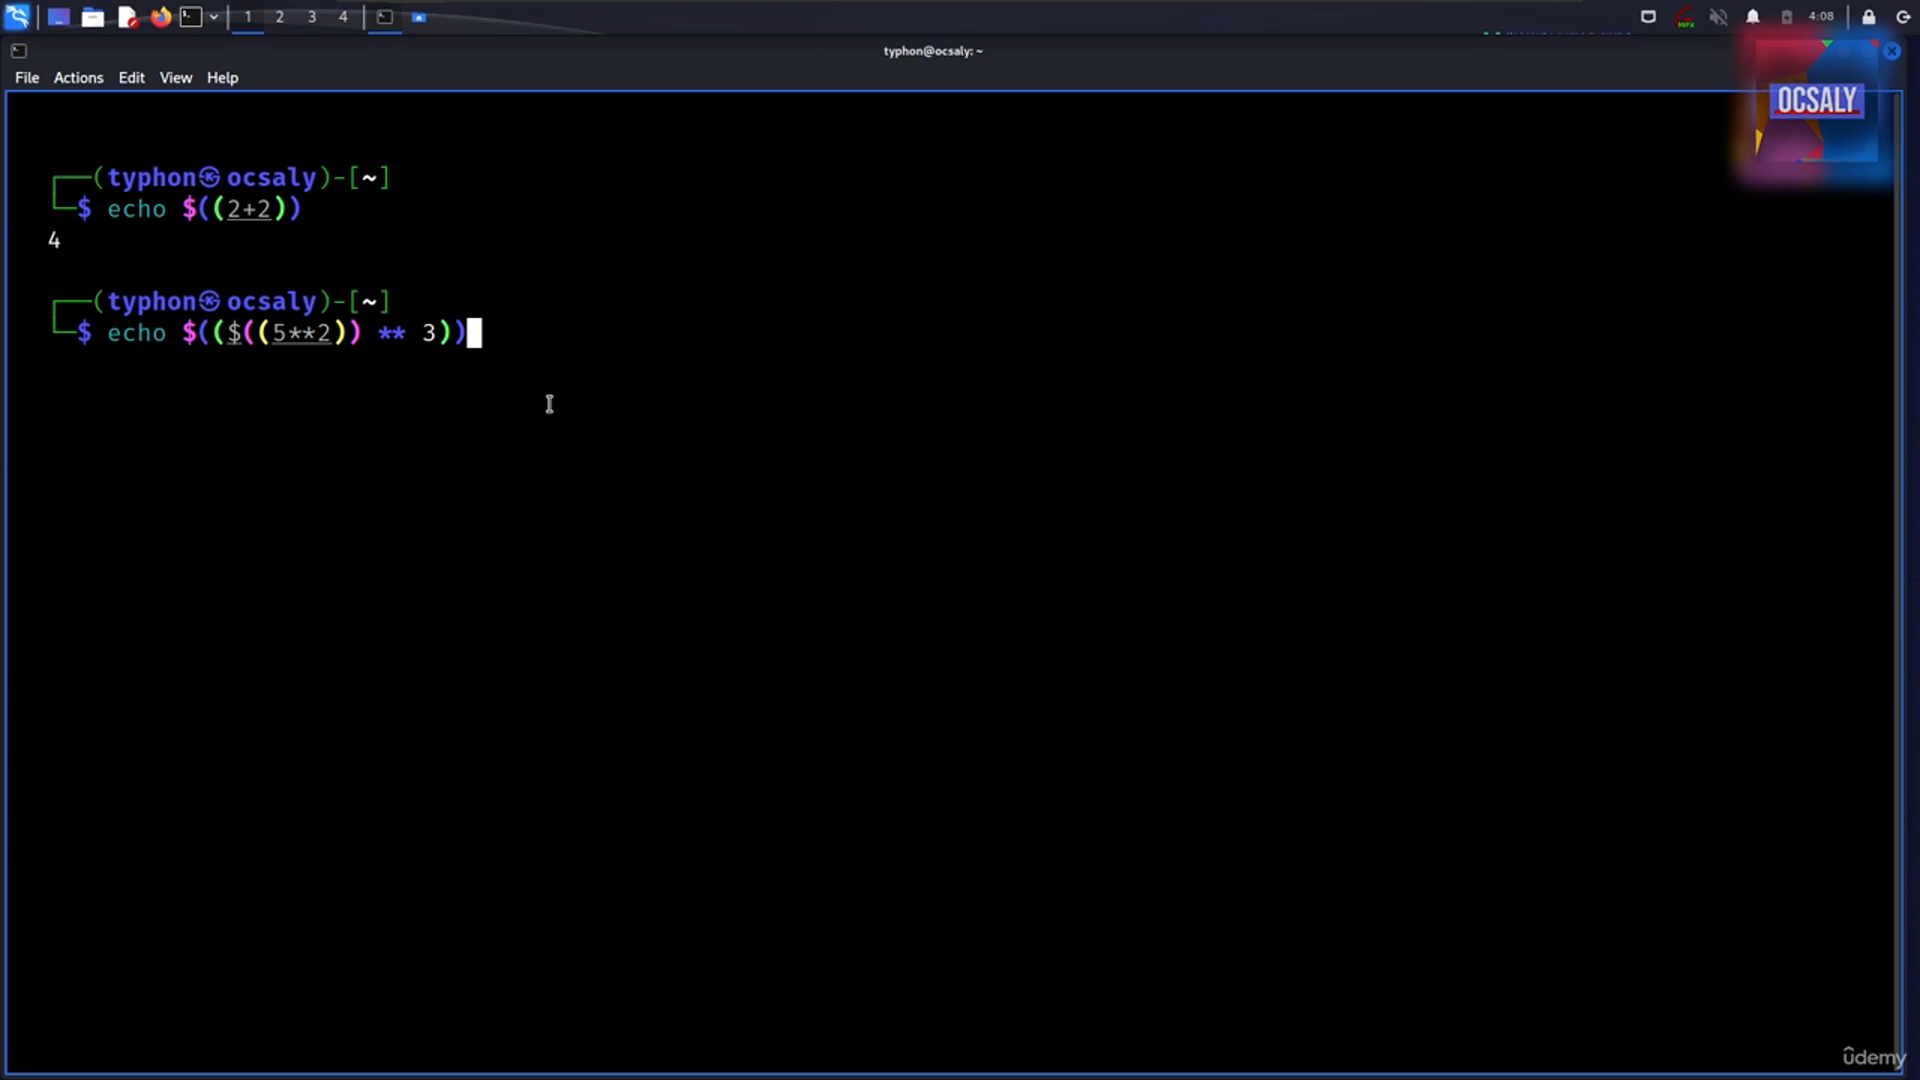 1 2 3 4
4:08
typhon@ocsaly: ~
File Actions Edit View Help
OCSALY
┌──(typhon㉿ocsaly)-[~]
└─$ echo $((2+2))
4
┌──(typhon㉿ocsaly)-[~]
└─$ echo $(($((5**2)) ** 3))
ûdemy